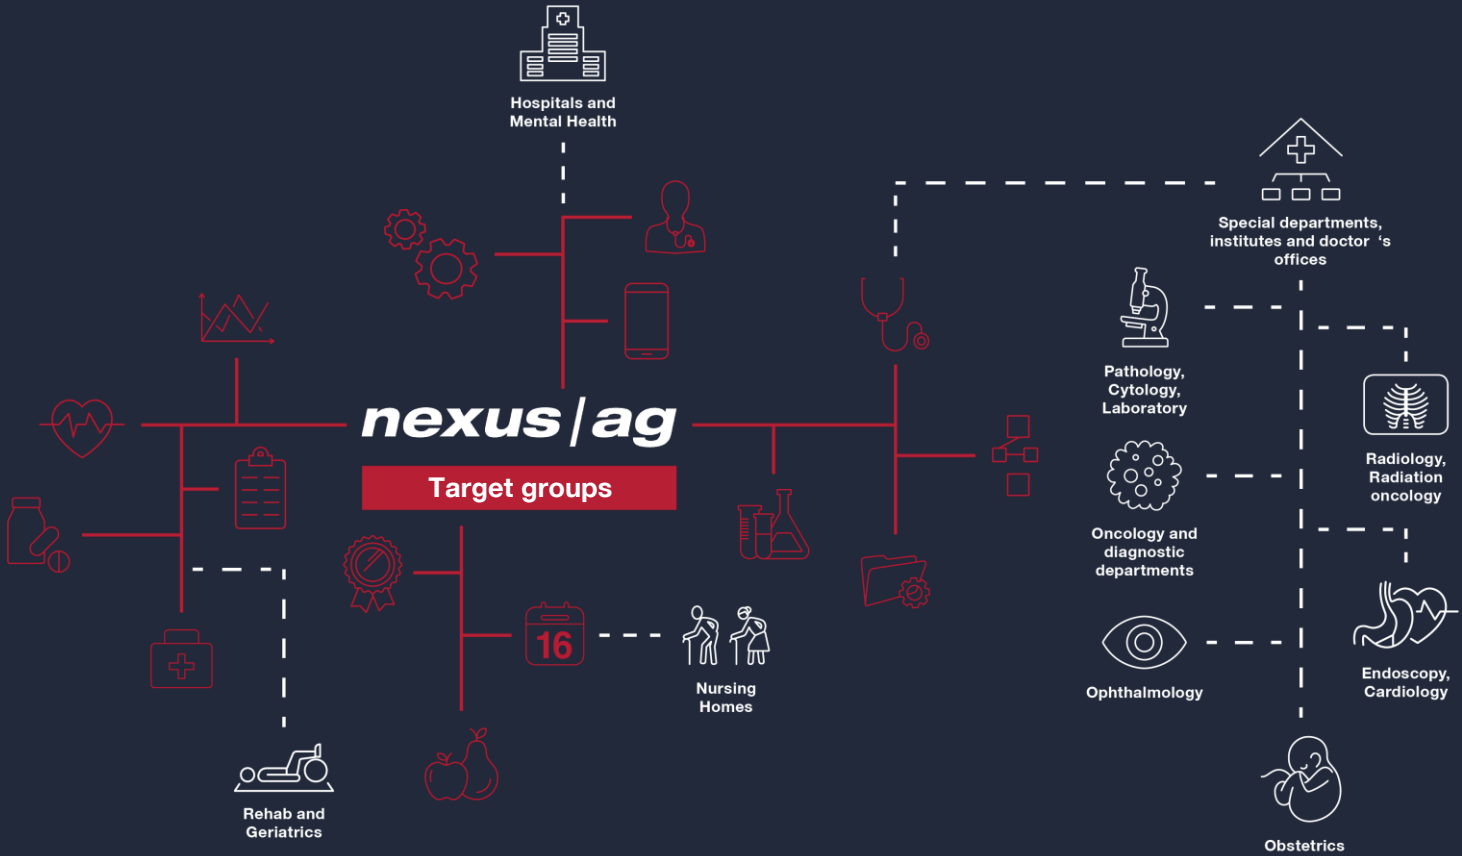 Hospitals and
Mental Health
Special departments,
institutes and doctor ‘s
offices
Pathology,
Cytology,
Laboratory
nexus/ag
Target groups
Radiology,
Radiation
oncology
Oncology and
diagnostic
departments
16
Nursing
Homes
Ophthalmology
Endoscopy,
Cardiology
Rehab and
Geriatrics
Obstetrics